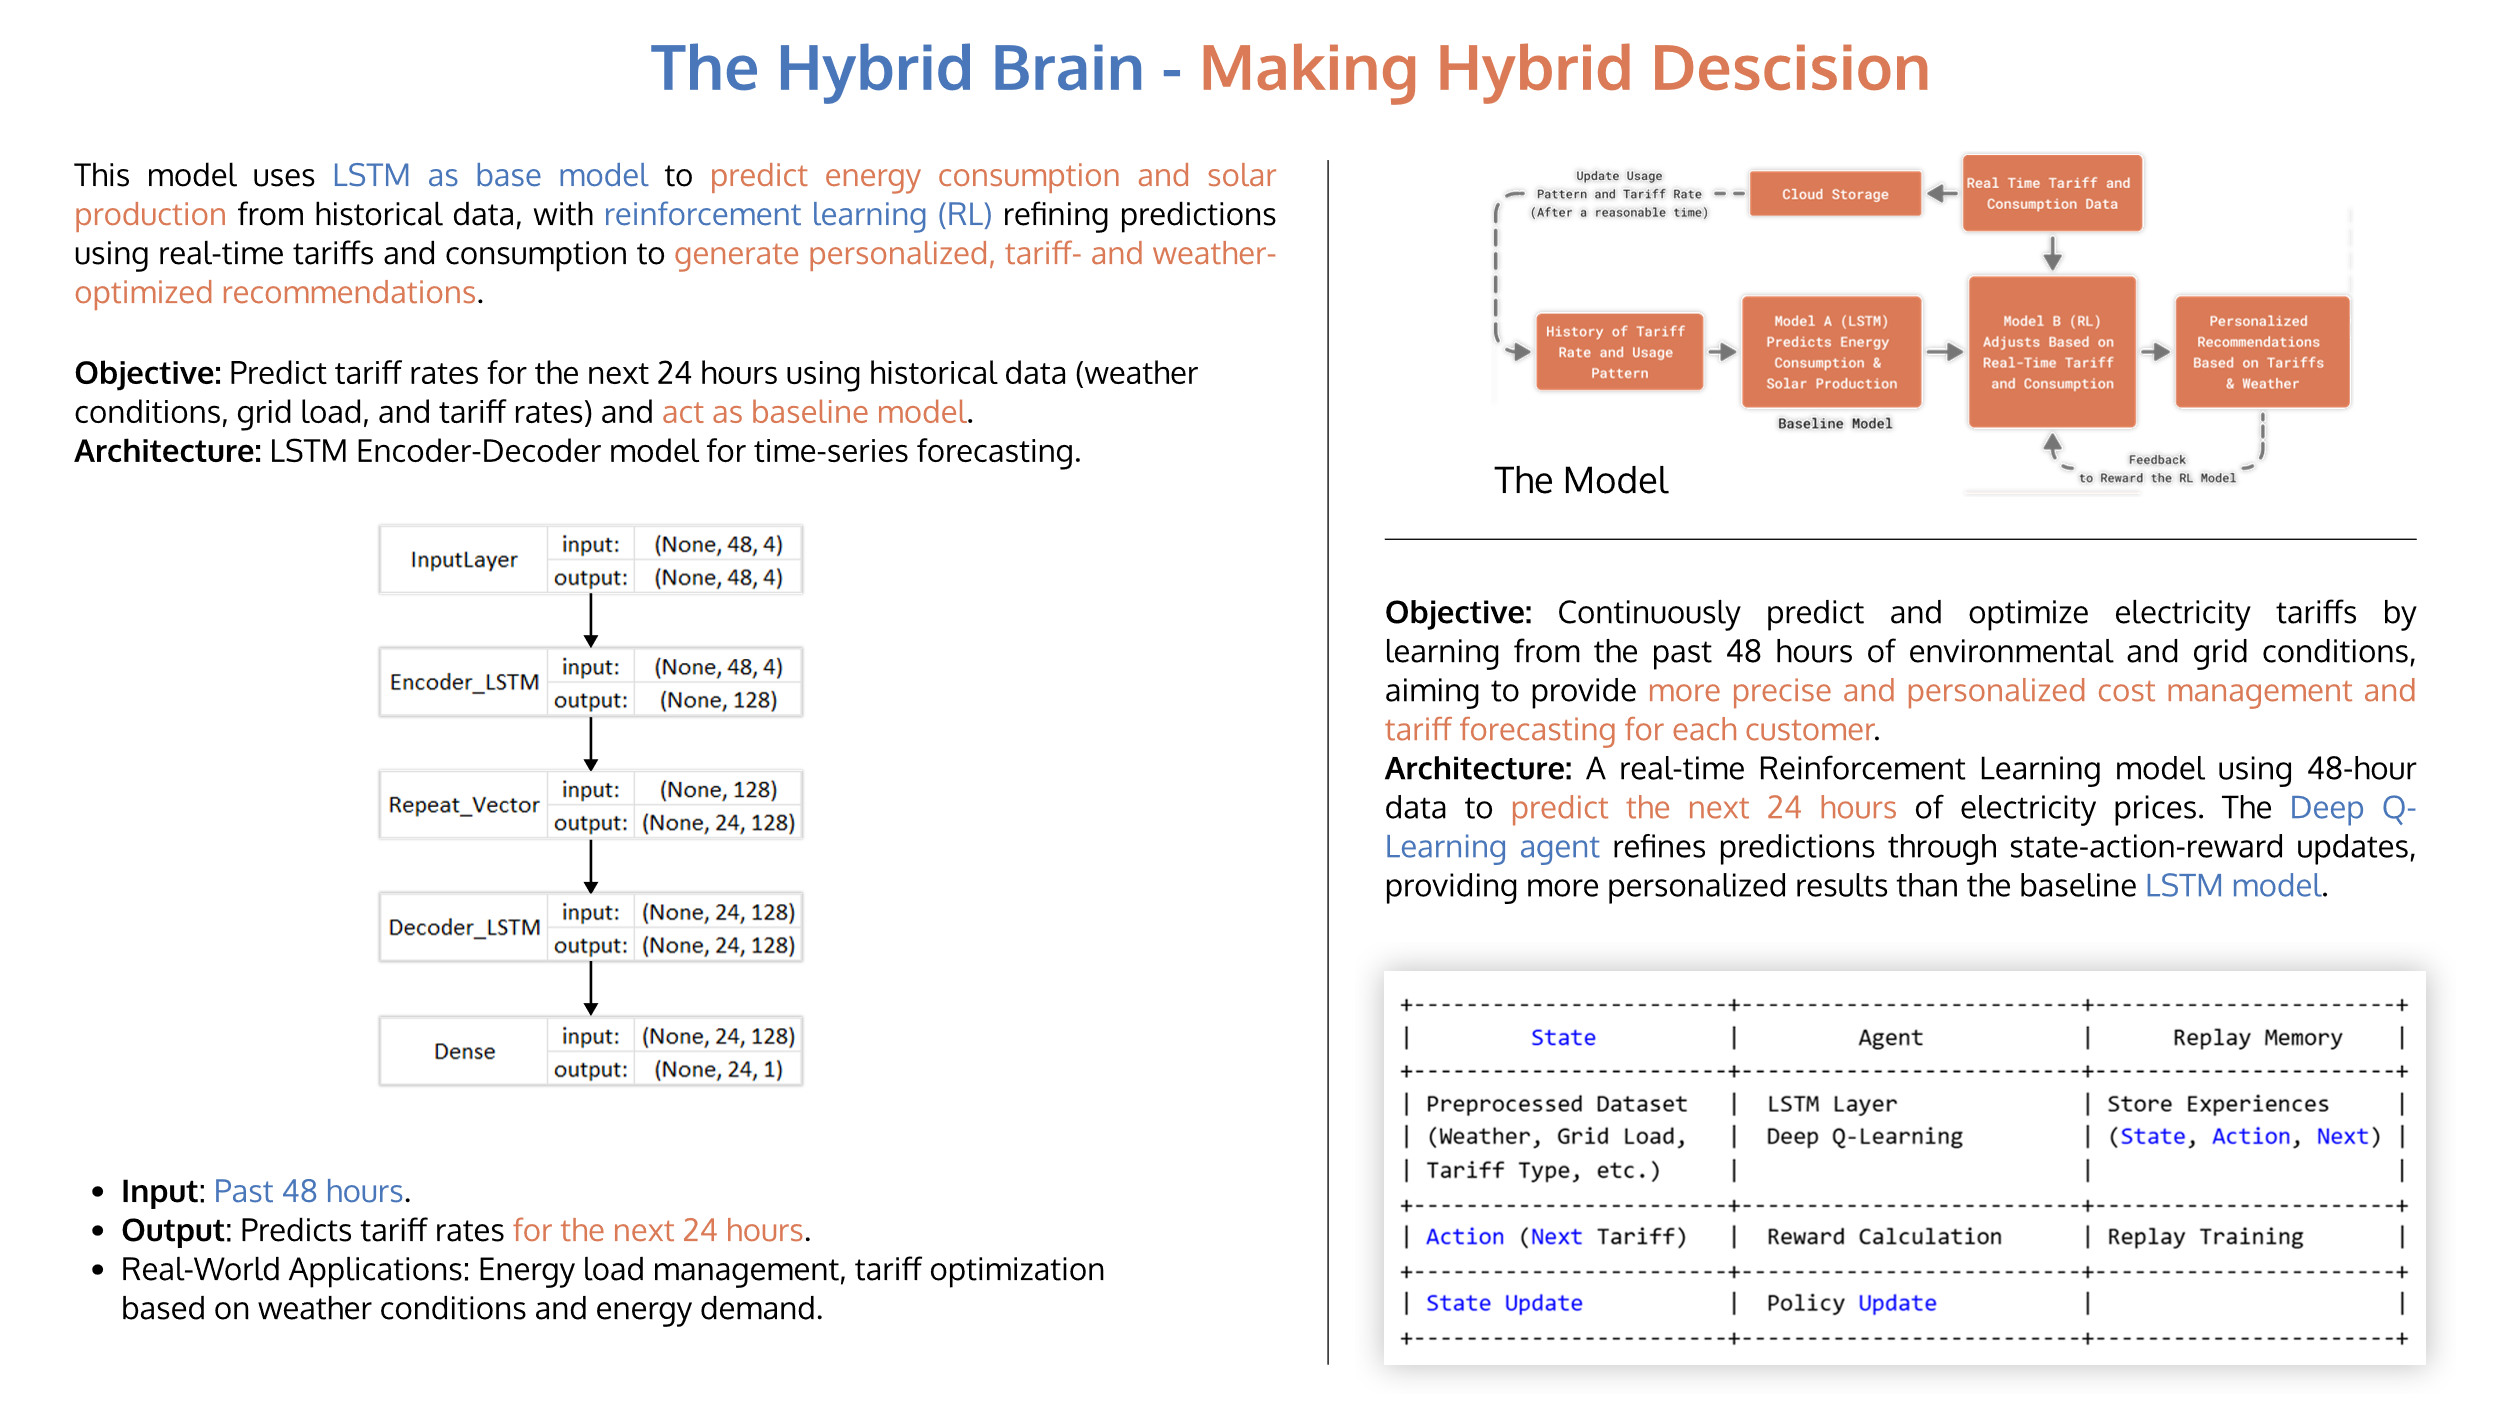 The Hybrid Brain - Making Hybrid Descision
This model uses LSTM as base model to predict energy consumption and solar
production from historical data, with reinforcement learning (RL) refining predictions
using real-time tariffs and consumption to generate personalized, tariff- and weather-
optimized recommendations.
Objective: Predict tariff rates for the next 24 hours using historical data (weather
conditions, grid load, and tariff rates) and act as baseline model.
Architecture: LSTM Encoder-Decoder model for time-series forecasting.
InputLayer
input: (None, 48, 4)
output: (None, 48, 4)
Encoder_LSTM
input: (None, 48, 4)
output: (None, 128)
Repeat_Vector
input: (None, 128)
output: (None, 24, 128)
Decoder_LSTM
input: (None, 24, 128)
output: (None, 24, 128)
Dense
input: (None, 24, 128)
output: (None, 24, 1)
• Input: Past 48 hours.
• Output: Predicts tariff rates for the next 24 hours.
• Real-World Applications: Energy load management, tariff optimization
based on weather conditions and energy demand.
Update Usage
Pattern and Tariff Rate
(After a reasonable time)
Cloud Storage
Real Time Tariff and
Consumption Data
History of Tariff
Rate and Usage
Pattern
Model A (LSTM)
Predicts Energy
Consumption &
Solar Production
Baseline Model
Model B (RL)
Adjusts Based on
Real-Time Tariff
and Consumption
Personalized
Recommendations
Based on Tariffs
& Weather
Feedback
to Reward the RL Model
The Model
Objective: Continuously predict and optimize electricity tariffs by
learning from the past 48 hours of environmental and grid conditions,
aiming to provide more precise and personalized cost management and
tariff forecasting for each customer.
Architecture: A real-time Reinforcement Learning model using 48-hour
data to predict the next 24 hours of electricity prices. The Deep Q-
Learning agent refines predictions through state-action-reward updates,
providing more personalized results than the baseline LSTM model.
+------------------------+--------------------------+-----------------------+
| State | Agent | Replay Memory |
+------------------------+--------------------------+-----------------------+
| Preprocessed Dataset | LSTM Layer | Store Experiences |
| (Weather, Grid Load, | Deep Q-Learning | (State, Action, Next) |
| Tariff Type, etc.) | | |
+------------------------+--------------------------+-----------------------+
| Action (Next Tariff) | Reward Calculation | Replay Training |
+------------------------+--------------------------+-----------------------+
| State Update | Policy Update | |
+------------------------+--------------------------+-----------------------+